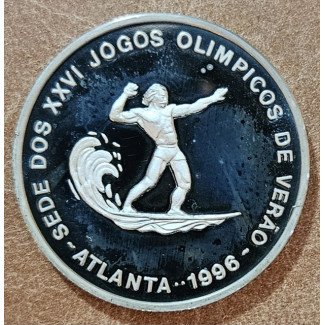 SEDE DOS XXVI JOGOS OLIMPICOS DE VERÃO
- ATLANTA··1996 -